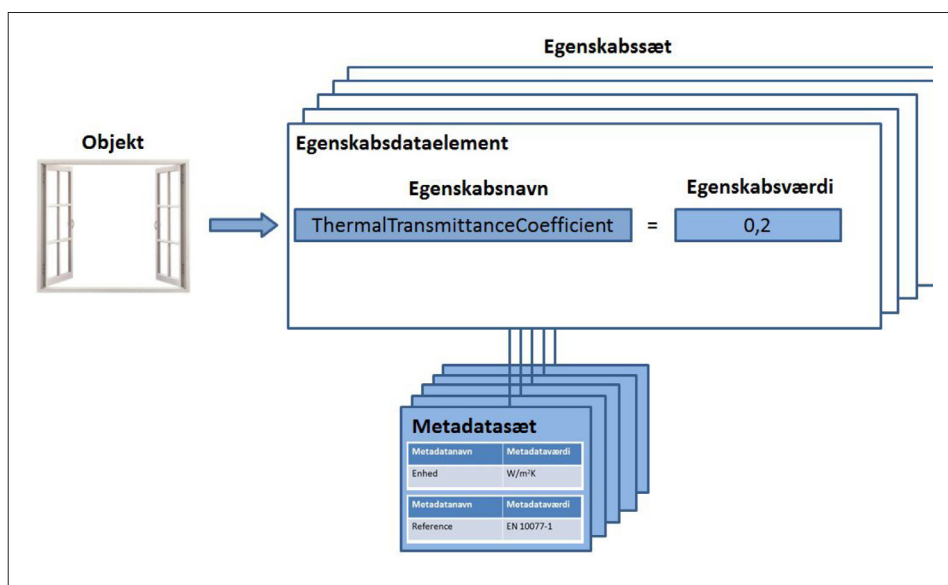 Egenskabssæt
Objekt
Egenskabsdataelement
Egenskabsnavn
Egenskabsværdi
ThermalTransmittanceCoefficient
=
0,2
Metadatasæt
Metadatanavn Metadataværdi
Enhed W/m²K
Metadatanavn Metadataværdi
Reference EN 10077-1